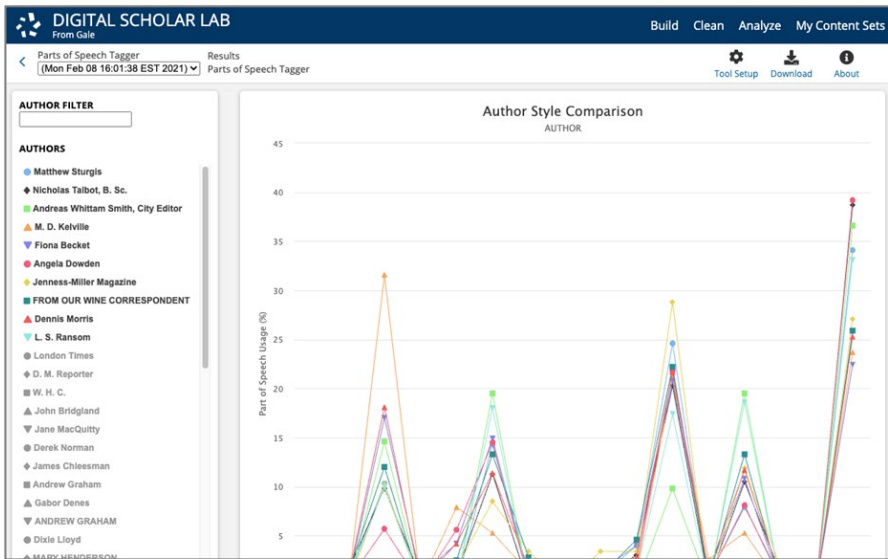 DIGITAL SCHOLAR LAB
From Gale
Build Clean Analyze My Content Sets
Parts of Speech Tagger
(Mon Feb 08 16:01:38 EST 2021)
Results
Parts of Speech Tagger
Tool Setup Download About
AUTHOR FILTER
AUTHORS
Matthew Sturgis
Nicholas Talbot, B. Sc.
Andreas Whittam Smith, City Editor
M. D. Kelville
Fiona Becket
Angela Dowden
Jenness-Miller Magazine
FROM OUR WINE CORRESPONDENT
Dennis Morris
L. S. Ransom
London Times
D. M. Reporter
W. H. C.
John Bridgland
Jane MacQuitty
Derek Norman
James Chleesman
Andrew Graham
Gabor Denes
ANDREW GRAHAM
Dixie Lloyd
MARY HENDERSON
Author Style Comparison
AUTHOR
Part of Speech Usage (%)
45
40
35
30
25
20
15
10
5